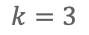 k = 3